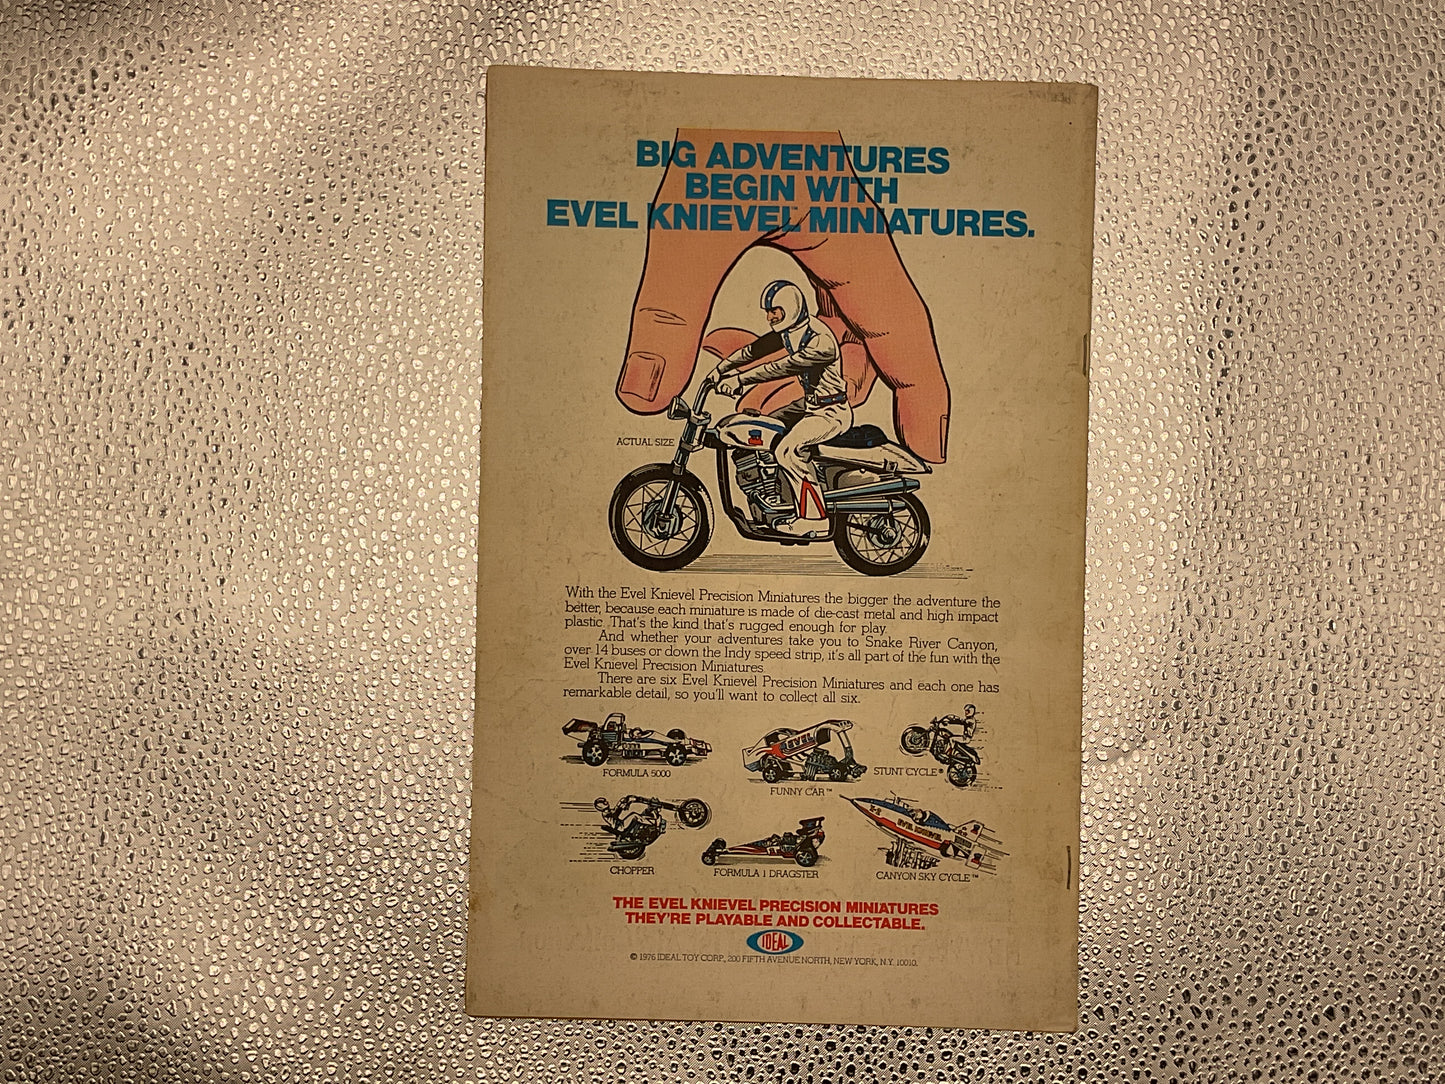 BIG ADVENTURES
BEGIN WITH
EVEL KNIEVEL™ MINIATURES.
ACTUAL SIZE
With the Evel Knievel Precision Miniatures the bigger the adventure the
better, because each miniature is made of die-cast metal and high impact
plastic. That's the kind that's rugged enough for play.
And whether your adventures take you to Snake River Canyon,
over 14 buses or down the Indy speed strip, it's all part of the fun with the
Evel Knievel Precision Miniatures.
There are six Evel Knievel Precision Miniatures and each one has
remarkable detail, so you'll want to collect all six.
FORMULA 5000
EVEL
FUNNY CAR™
STUNT CYCLE®
CHOPPER
FORMULA 1 DRAGSTER
EVEL KNIEVEL
CANYON SKY CYCLE™
THE EVEL KNIEVEL PRECISION MINIATURES
THEY'RE PLAYABLE AND COLLECTABLE.
IDEAL
© 1976 IDEAL TOY CORP., 200 FIFTH AVENUE NORTH, NEW YORK, N.Y. 10010.